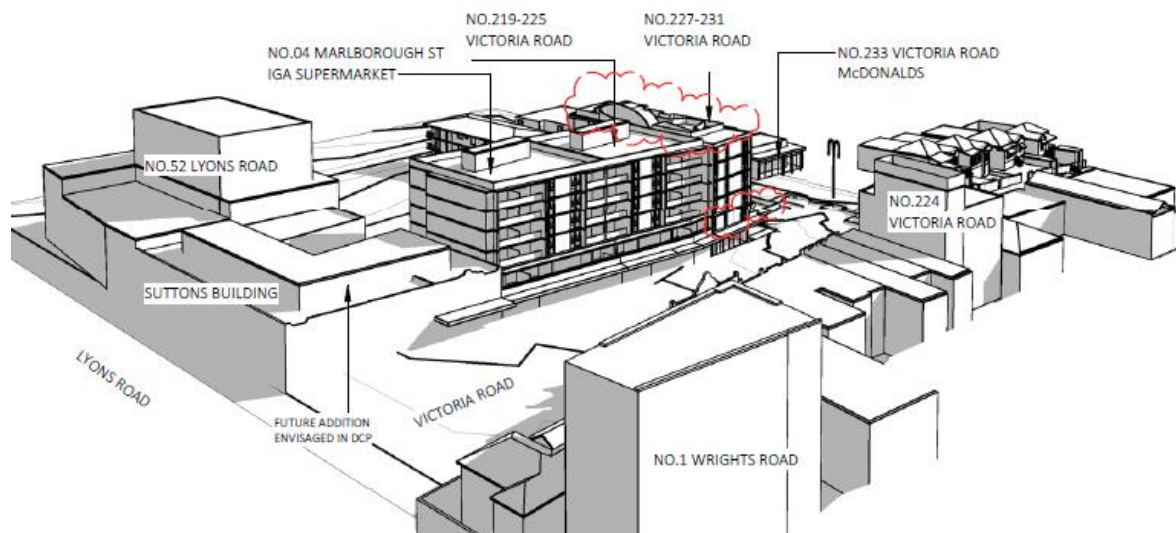 NO.219-225
VICTORIA ROAD
NO.227-231
VICTORIA ROAD
NO.04 MARLBOROUGH ST
IGA SUPERMARKET
NO.233 VICTORIA ROAD
McDONALDS
NO.52 LYONS ROAD
NO.224
VICTORIA ROAD
SUTTONS BUILDING
LYONS ROAD
VICTORIA ROAD
FUTURE ADDITION
ENVISAGED IN DCP
NO.1 WRIGHTS ROAD